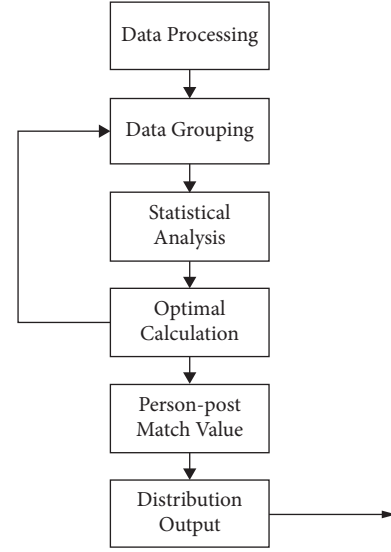 Data Processing
Data Grouping
Statistical
Analysis
Optimal
Calculation
Person-post
Match Value
Distribution
Output